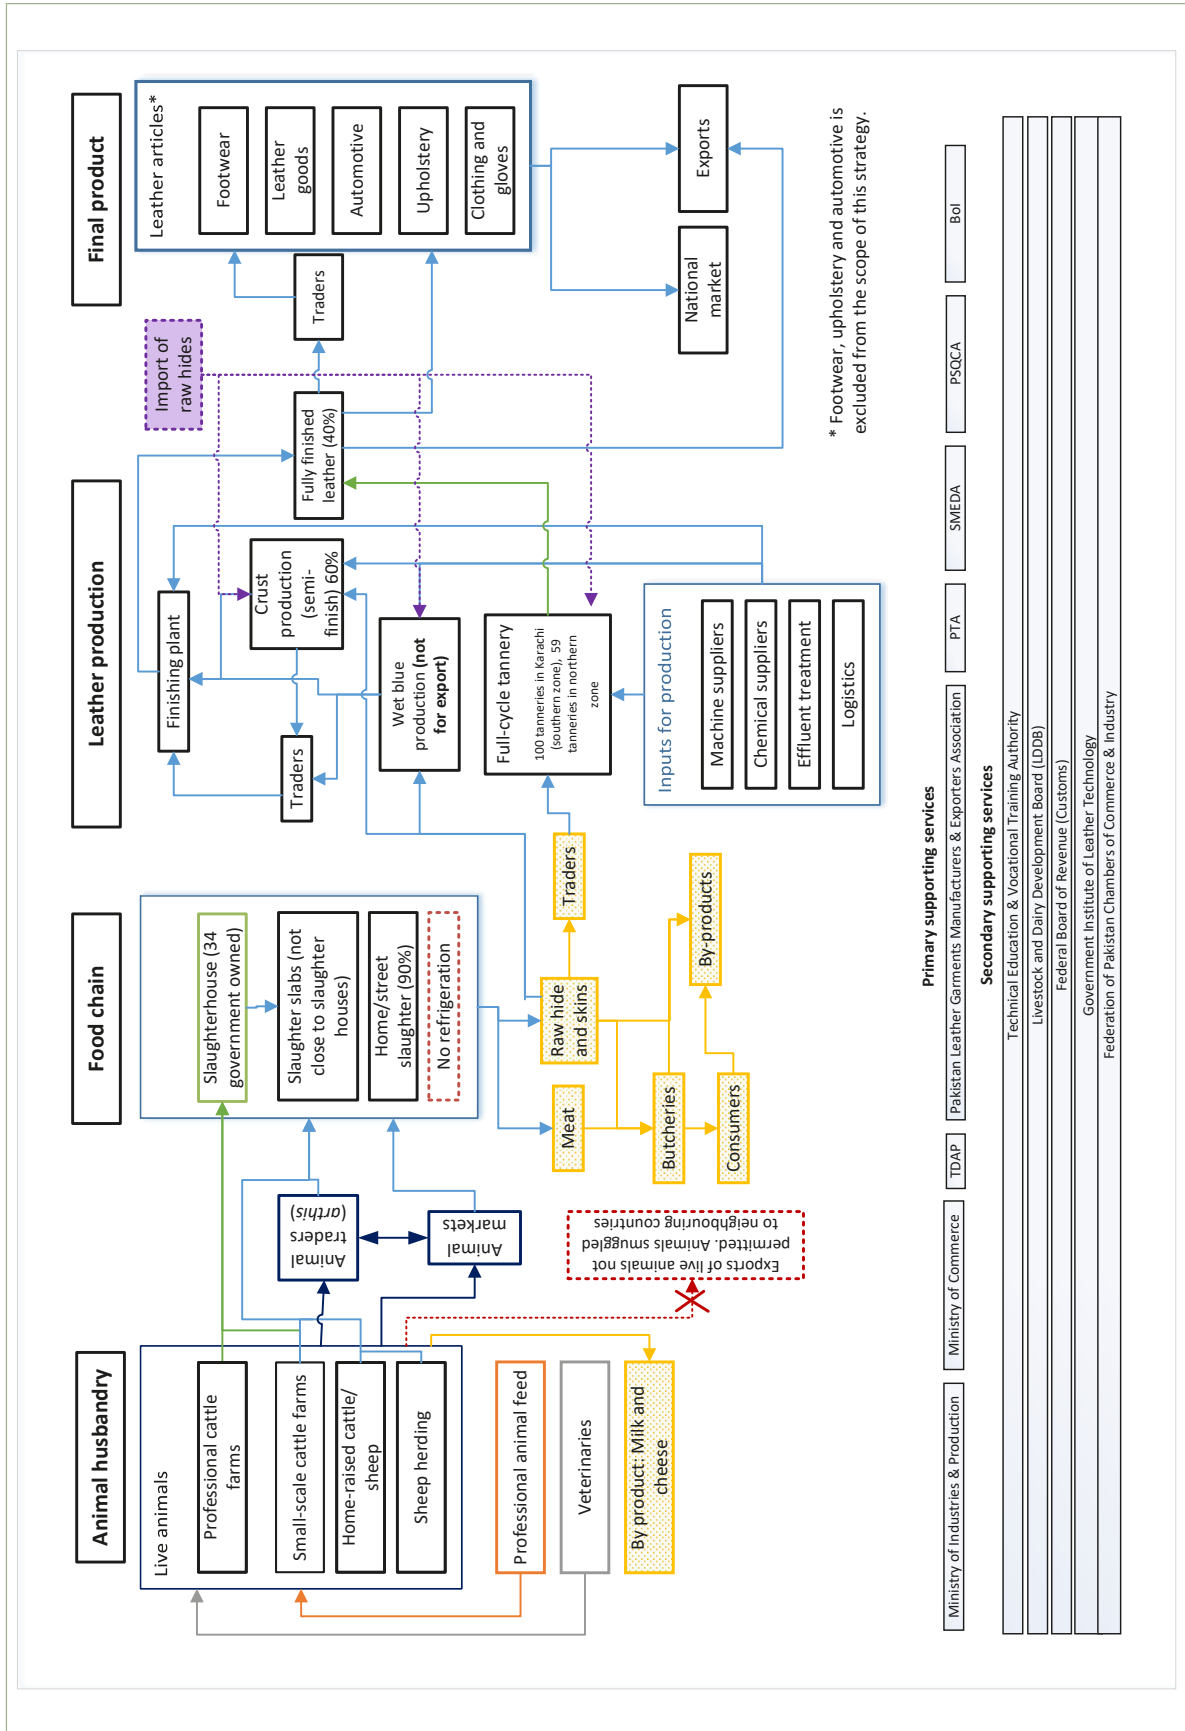 Animal husbandry
Food chain
Leather production
Final product
Live animals
Professional cattle
farms
Small-scale cattle farms
Home-raised cattle/
sheep
Sheep herding
Professional animal feed
Veterinaries
By product: Milk and
cheese
Animal
traders
(arthis)
Animal
markets
Exports of live animals not
permitted. Animals smuggled
to neighbouring countries
Slaughterhouse (34
government owned)
Slaughter slabs (not
close to slaughter
houses)
Home/street
slaughter (90%)
No refrigeration
Meat
Raw hide
and skins
Traders
Butcheries
By-products
Consumers
Finishing plant
Traders
Crust
production
(semi-
finish) 60%
Wet blue
production (not
for export)
Full-cycle tannery
100 tanneries in Karachi
(southern zone), 59
tanneries in northern
zone
Inputs for production
Machine suppliers
Chemical suppliers
Effluent treatment
Logistics
Import of
raw hides
Fully finished
leather (40%)
Traders
Leather articles*
Footwear
Leather
goods
Automotive
Upholstery
Clothing and
gloves
National
market
Exports
* Footwear, upholstery and automotive is
excluded from the scope of this strategy.
Primary supporting services
Ministry of Industries & Production
Ministry of Commerce
TDAP
Pakistan Leather Garments Manufacturers & Exporters Association
PTA
SMEDA
PSQCA
BoI
Secondary supporting services
Technical Education & Vocational Training Authority
Livestock and Dairy Development Board (LDDB)
Federal Board of Revenue (Customs)
Government Institute of Leather Technology
Federation of Pakistan Chambers of Commerce & Industry